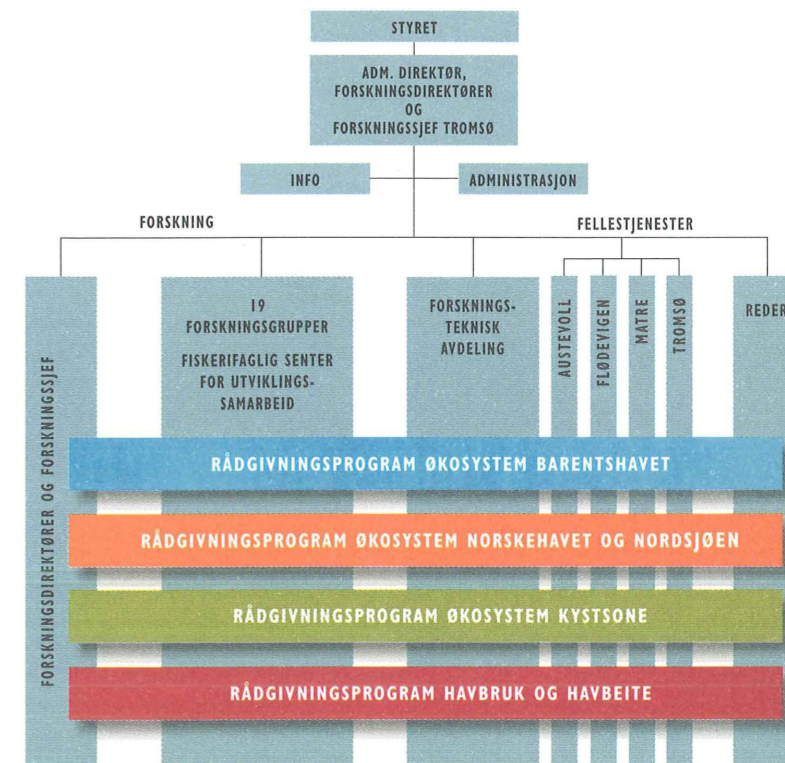 STYRET
ADM. DIREKTØR,
FORSKNINGSDIREKTØRER
OG
FORSKNINGSSJEF TROMSØ
INFO
ADMINISTRASJON
FORSKNING
FELLESTJENESTER
FORSKNINGSDIREKTØRER OG FORSKNINGSSJEF
19
FORSKNINGSGRUPPER
FISKERIFAGLIG SENTER
FOR UTVIKLINGS-
SAMARBEID
FORSKNINGS-
TEKNISK
AVDELING
AUSTEVOLL
FLØDEVIGEN
MATRE
TROMSØ
REDER
RÅDGIVNINGSPROGRAM ØKOSYSTEM BARENTSHAVET
RÅDGIVNINGSPROGRAM ØKOSYSTEM NORSKEHAVET OG NORDSJØEN
RÅDGIVNINGSPROGRAM ØKOSYSTEM KYSTSONE
RÅDGIVNINGSPROGRAM HAVBRUK OG HAVBEITE